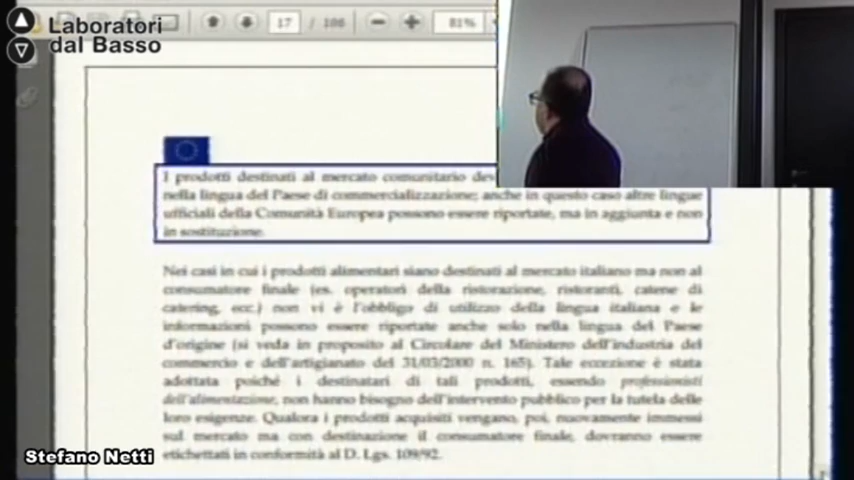 Laboratori
dal Basso
17 / 106
81%
I prodotti destinati al mercato comunitario
nella lingua del Paese di commercializzazione; anche in questo caso altre lingue
ufficiali della Comunità Europea possono essere riportate, ma in aggiunta e non
in sostituzione.
Nei casi in cui i prodotti alimentari siano destinati al mercato italiano ma non al
consumatore finale (es. operatori della ristorazione, ristoranti, catene di
catering, ecc.) non vi è l'obbligo di utilizzo della lingua italiana e le
informazioni possono essere riportate anche solo nella lingua del Paese
d'origine (si veda in proposito al Circolare del Ministero dell'industria del
commercio e dell'artigianato del 31/03/2000 n. 165). Tale eccezione è stata
adottata poiché i destinatari di tali prodotti, essendo professionisti
dell'alimentazione, non hanno bisogno dell'intervento pubblico per la tutela delle
loro esigenze. Qualora i prodotti acquisiti vengano, poi, nuovamente immessi
sul mercato ma con destinazione il consumatore finale, dovranno essere
etichettati in conformità al D. Lgs. 109/92.
Stefano Netti